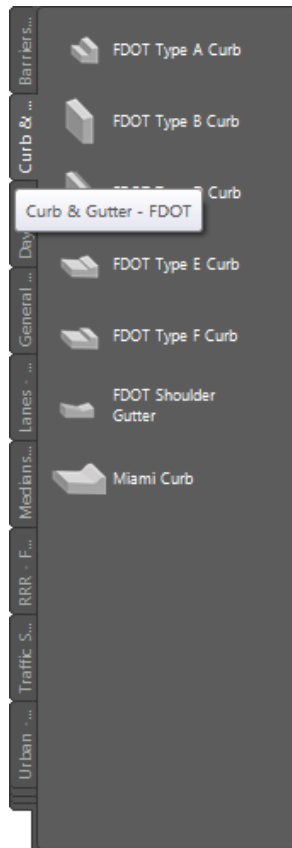 Barriers...
Curb & ...
Day
General ...
Lanes - ...
Medians...
RRR - F...
Traffic S...
Urban -...
FDOT Type A Curb
FDOT Type B Curb
Curb
Curb & Gutter - FDOT
FDOT Type E Curb
FDOT Type F Curb
FDOT Shoulder
Gutter
Miami Curb